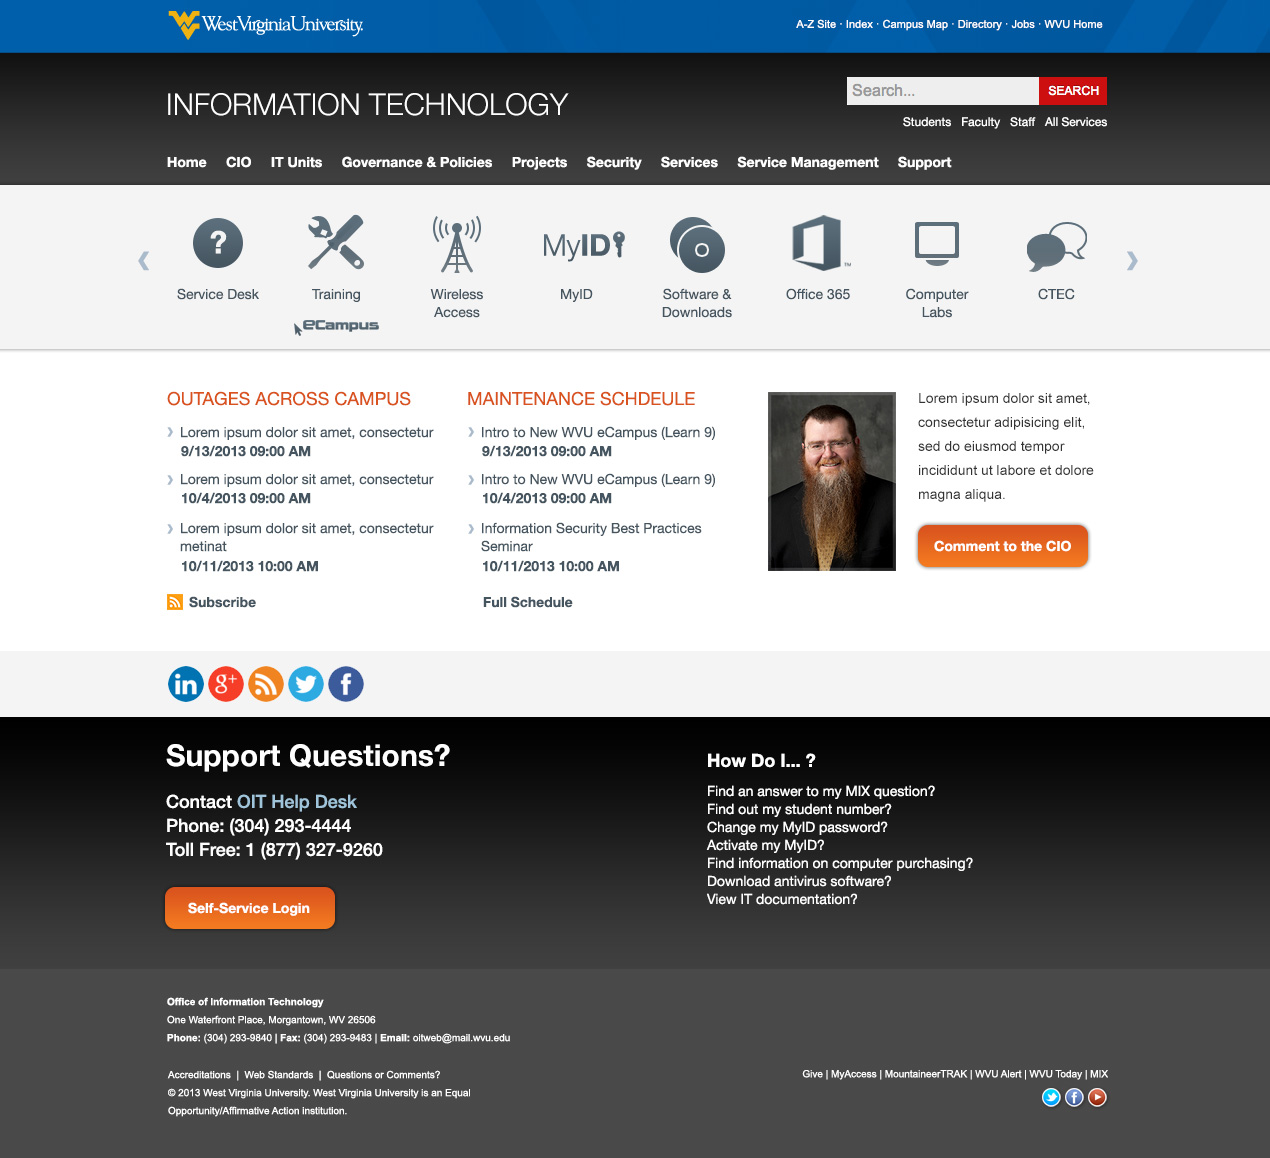 West Virginia University.
A-Z Site · Index · Campus Map · Directory · Jobs · WVU Home
INFORMATION TECHNOLOGY
Search...
SEARCH
Students Faculty Staff All Services
Home CIO IT Units Governance & Policies Projects Security Services Service Management Support
?
MyID
O
™
Service Desk
Training
eCampus
Wireless
Access
MyID
Software &
Downloads
Office 365
Computer
Labs
CTEC
OUTAGES ACROSS CAMPUS
Lorem ipsum dolor sit amet, consectetur
9/13/2013 09:00 AM
Lorem ipsum dolor sit amet, consectetur
10/4/2013 09:00 AM
Lorem ipsum dolor sit amet, consectetur
metinat
10/11/2013 10:00 AM
Subscribe
MAINTENANCE SCHDEULE
Intro to New WVU eCampus (Learn 9)
9/13/2013 09:00 AM
Intro to New WVU eCampus (Learn 9)
10/4/2013 09:00 AM
Information Security Best Practices
Seminar
10/11/2013 10:00 AM
Full Schedule
Lorem ipsum dolor sit amet,
consectetur adipisicing elit,
sed do eiusmod tempor
incididunt ut labore et dolore
magna aliqua.
Comment to the CIO
in
g+
f
Support Questions?
Contact OIT Help Desk
Phone: (304) 293-4444
Toll Free: 1 (877) 327-9260
Self-Service Login
How Do I... ?
Find an answer to my MIX question?
Find out my student number?
Change my MyID password?
Activate my MyID?
Find information on computer purchasing?
Download antivirus software?
View IT documentation?
Office of Information Technology
One Waterfront Place, Morgantown, WV 26506
Phone: (304) 293-9840 | Fax: (304) 293-9483 | Email: oitweb@mail.wvu.edu
Accreditations | Web Standards | Questions or Comments?
© 2013 West Virginia University. West Virginia University is an Equal
Opportunity/Affirmative Action institution.
Give | MyAccess | MountaineerTRAK | WVU Alert | WVU Today | MIX
f